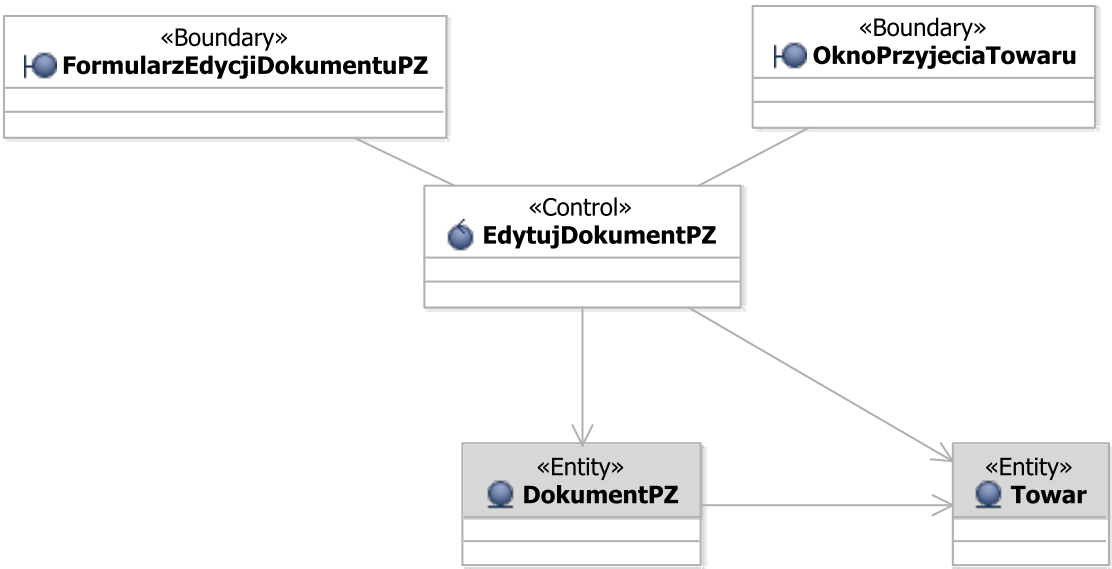 «Boundary»
FormularzEdycjiDokumentuPZ
«Boundary»
OknoPrzyjeciaTowaru
«Control»
EdytujDokumentPZ
«Entity»
DokumentPZ
«Entity»
Towar